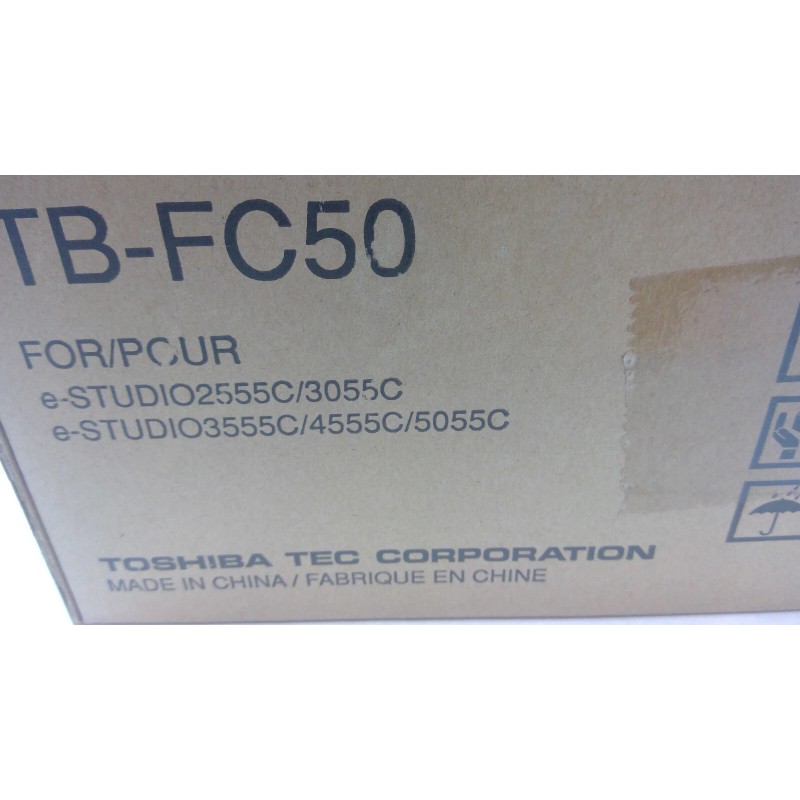 TB-FC50
FOR/POUR
e-STUDIO2555C/3055C
e-STUDIO3555C/4555C/5055C
TOSHIBA TEC CORPORATION
MADE IN CHINA / FABRIQUE EN CHINE